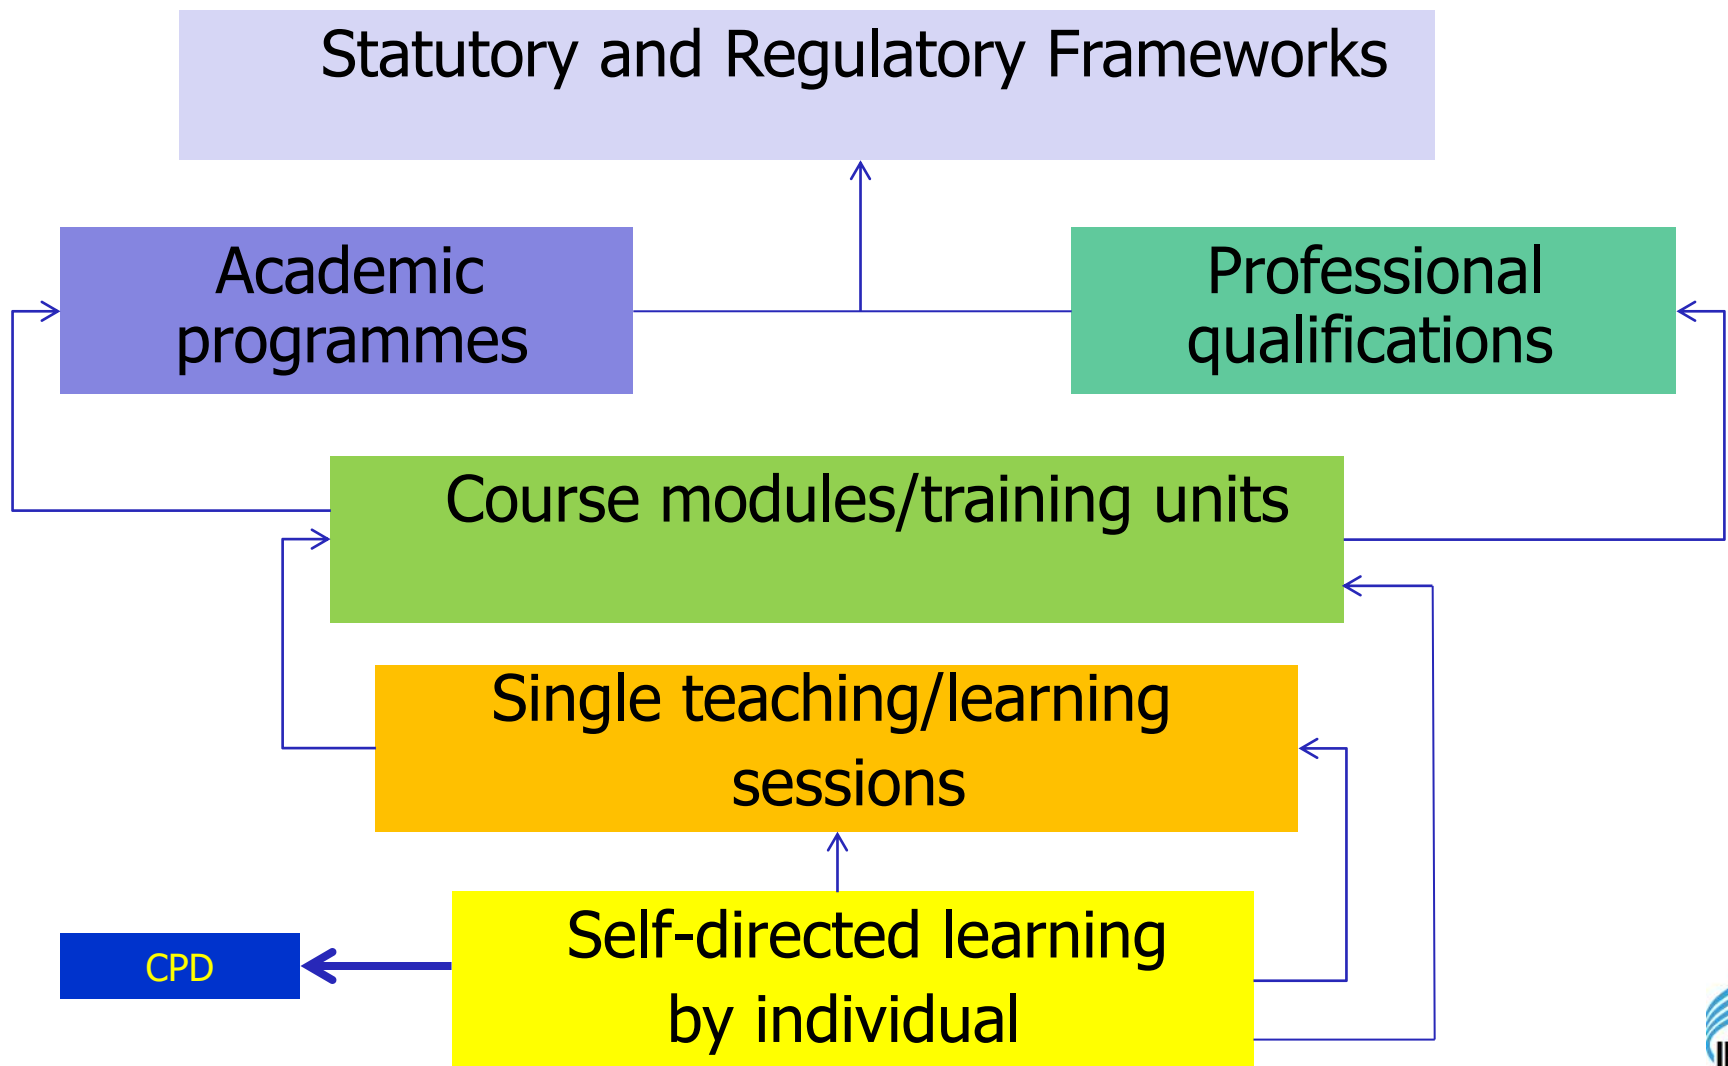 Statutory and Regulatory Frameworks
Academic
programmes
Professional
qualifications
Course modules/training units
Single teaching/learning
sessions
Self-directed learning
by individual
CPD